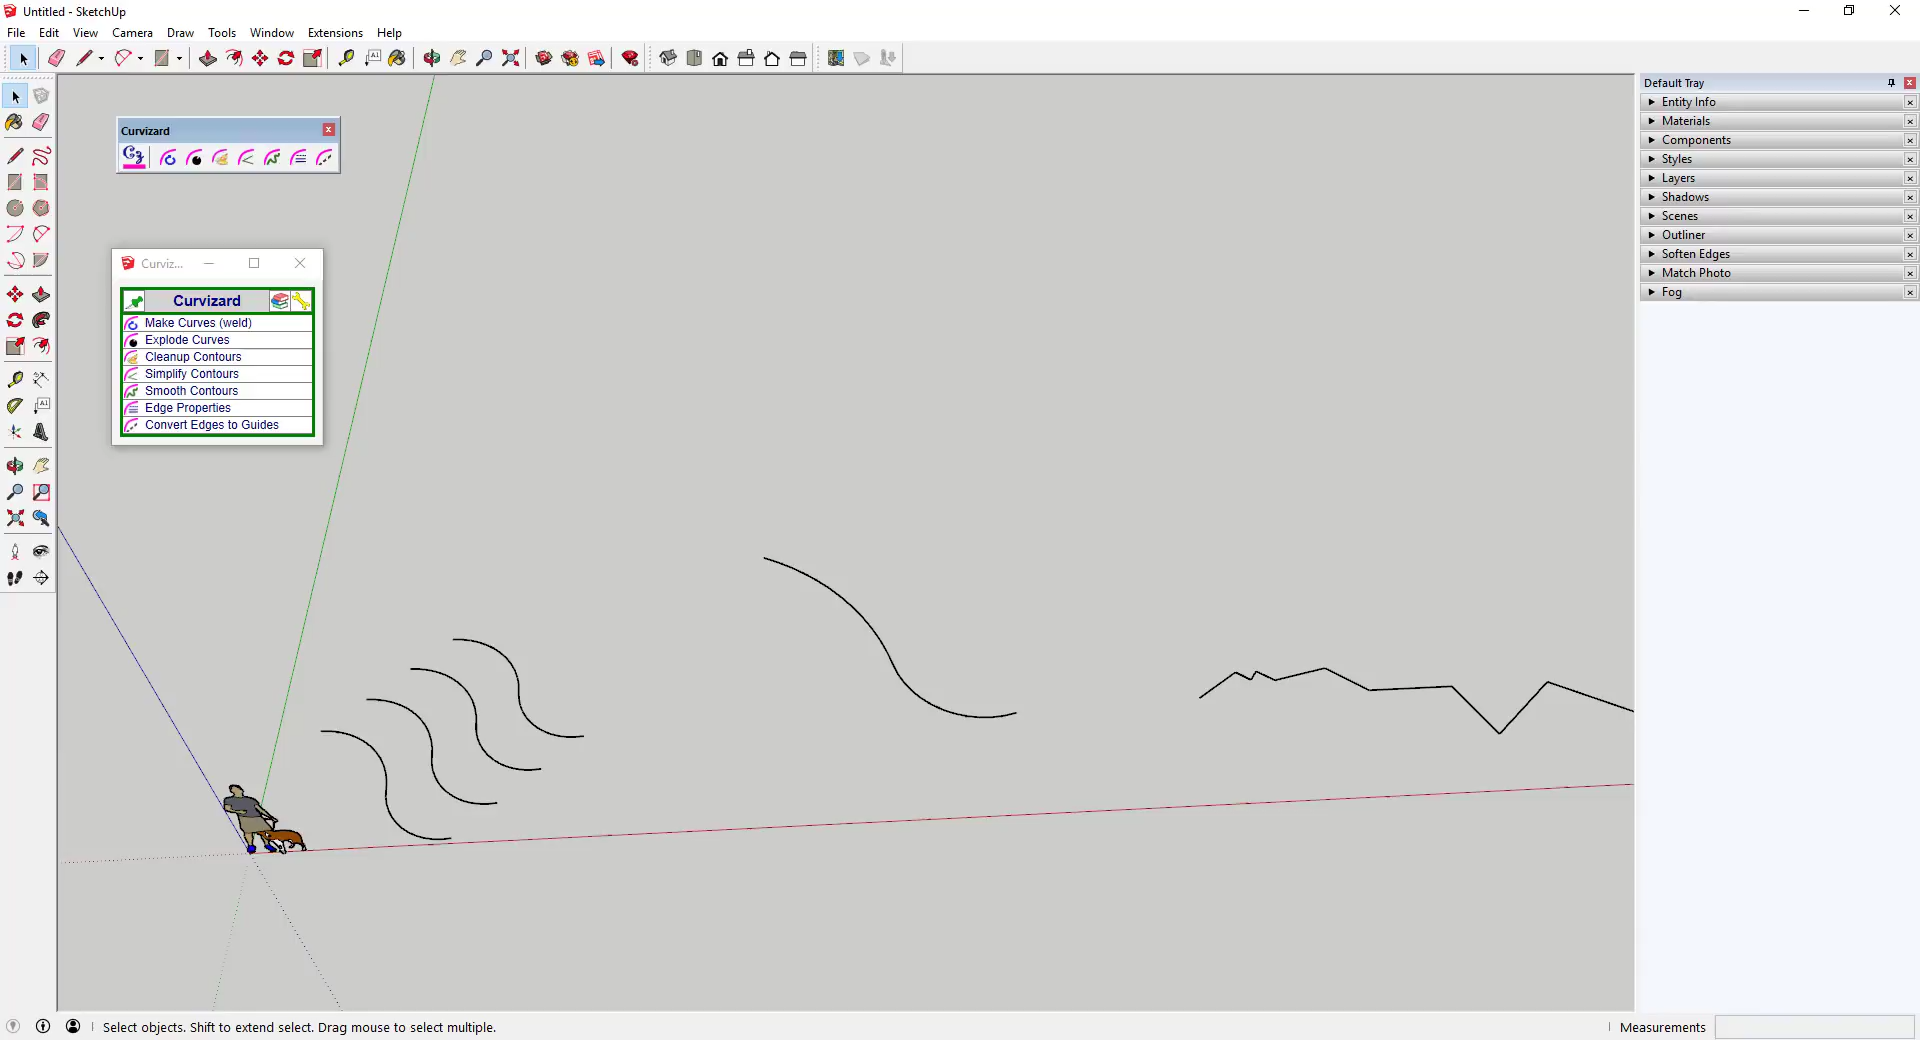 Untitled - SketchUp
File Edit View Camera Draw Tools Window Extensions Help
Default Tray
Entity Info
Materials
Components
Styles
Layers
Shadows
Scenes
Outliner
Soften Edges
Match Photo
Fog
Curvizard
Curviz...
Curvizard
Make Curves (weld)
Explode Curves
Cleanup Contours
Simplify Contours
Smooth Contours
Edge Properties
Convert Edges to Guides
Select objects. Shift to extend select. Drag mouse to select multiple.
Measurements